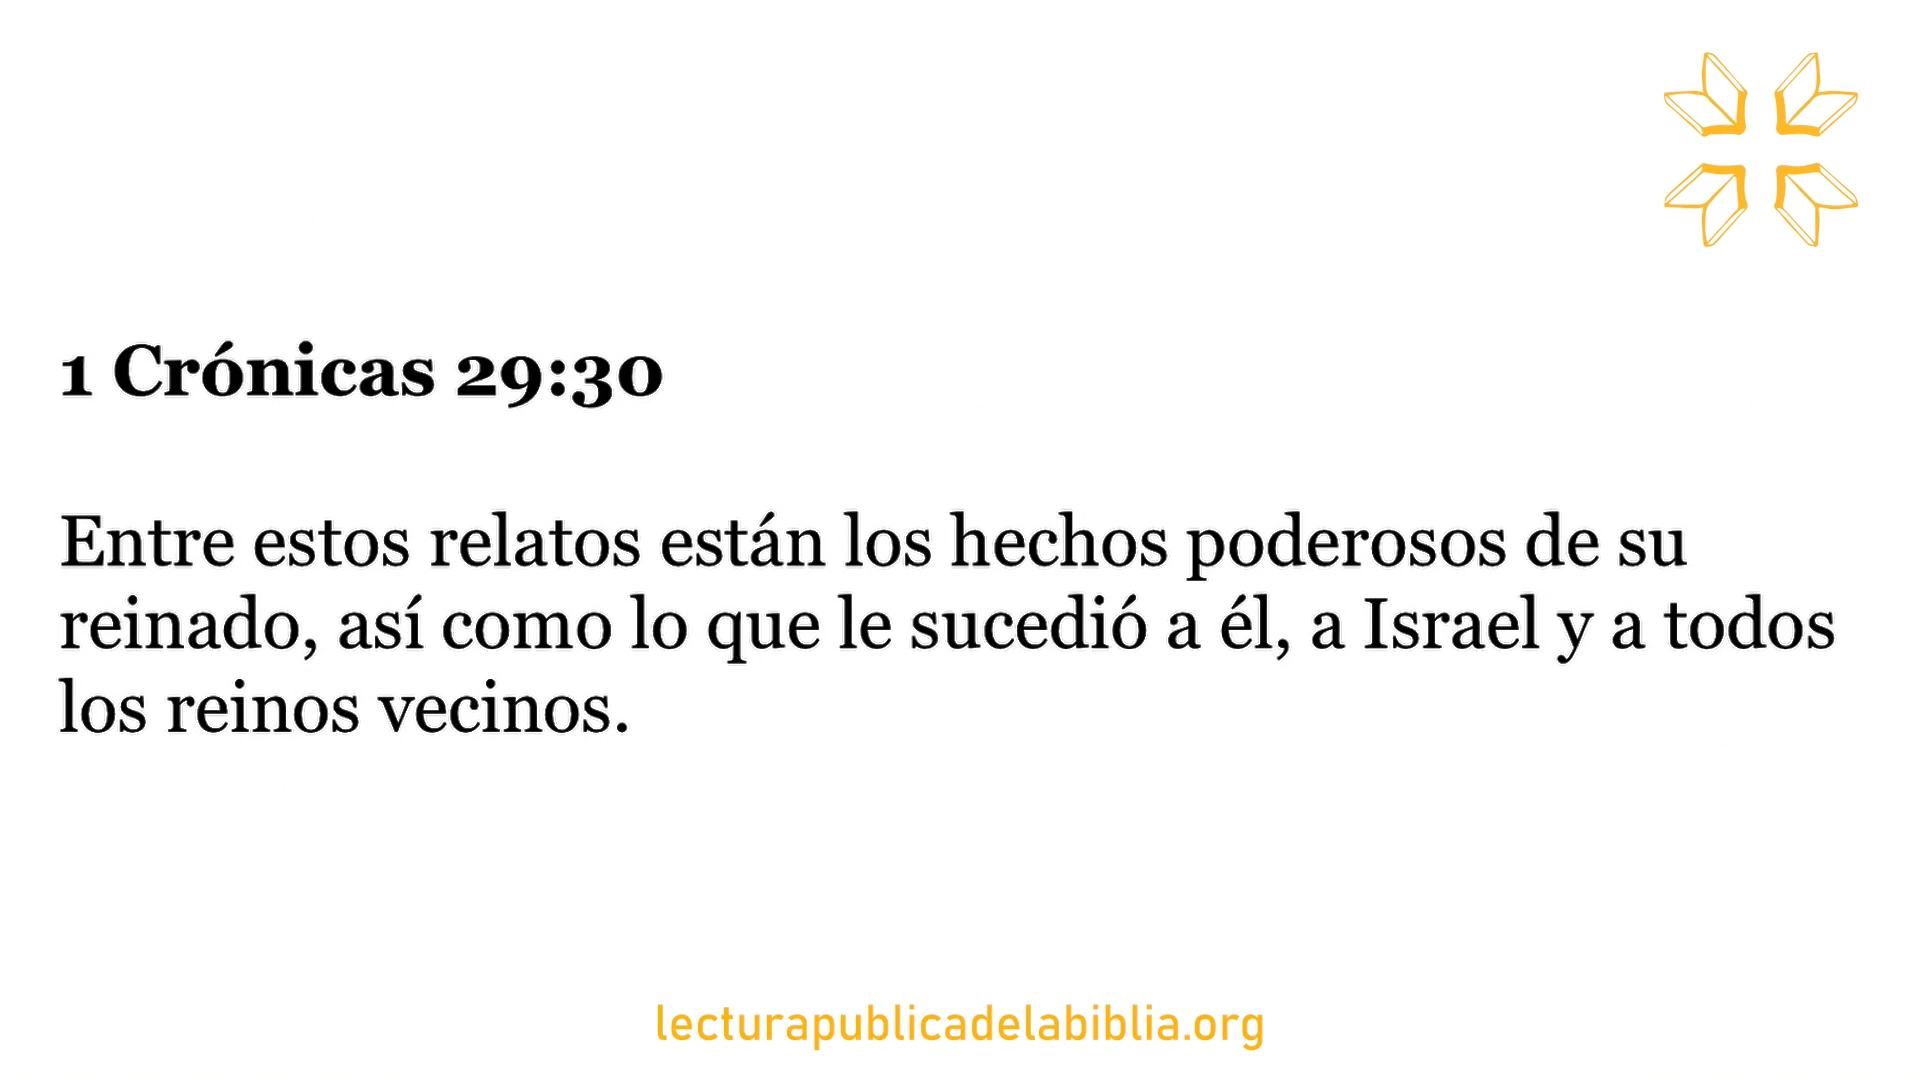 1 Crónicas 29:30
Entre estos relatos están los hechos poderosos de su
reinado, así como lo que le sucedió a él, a Israel y a todos
los reinos vecinos.
lecturapublicadelabiblia.org